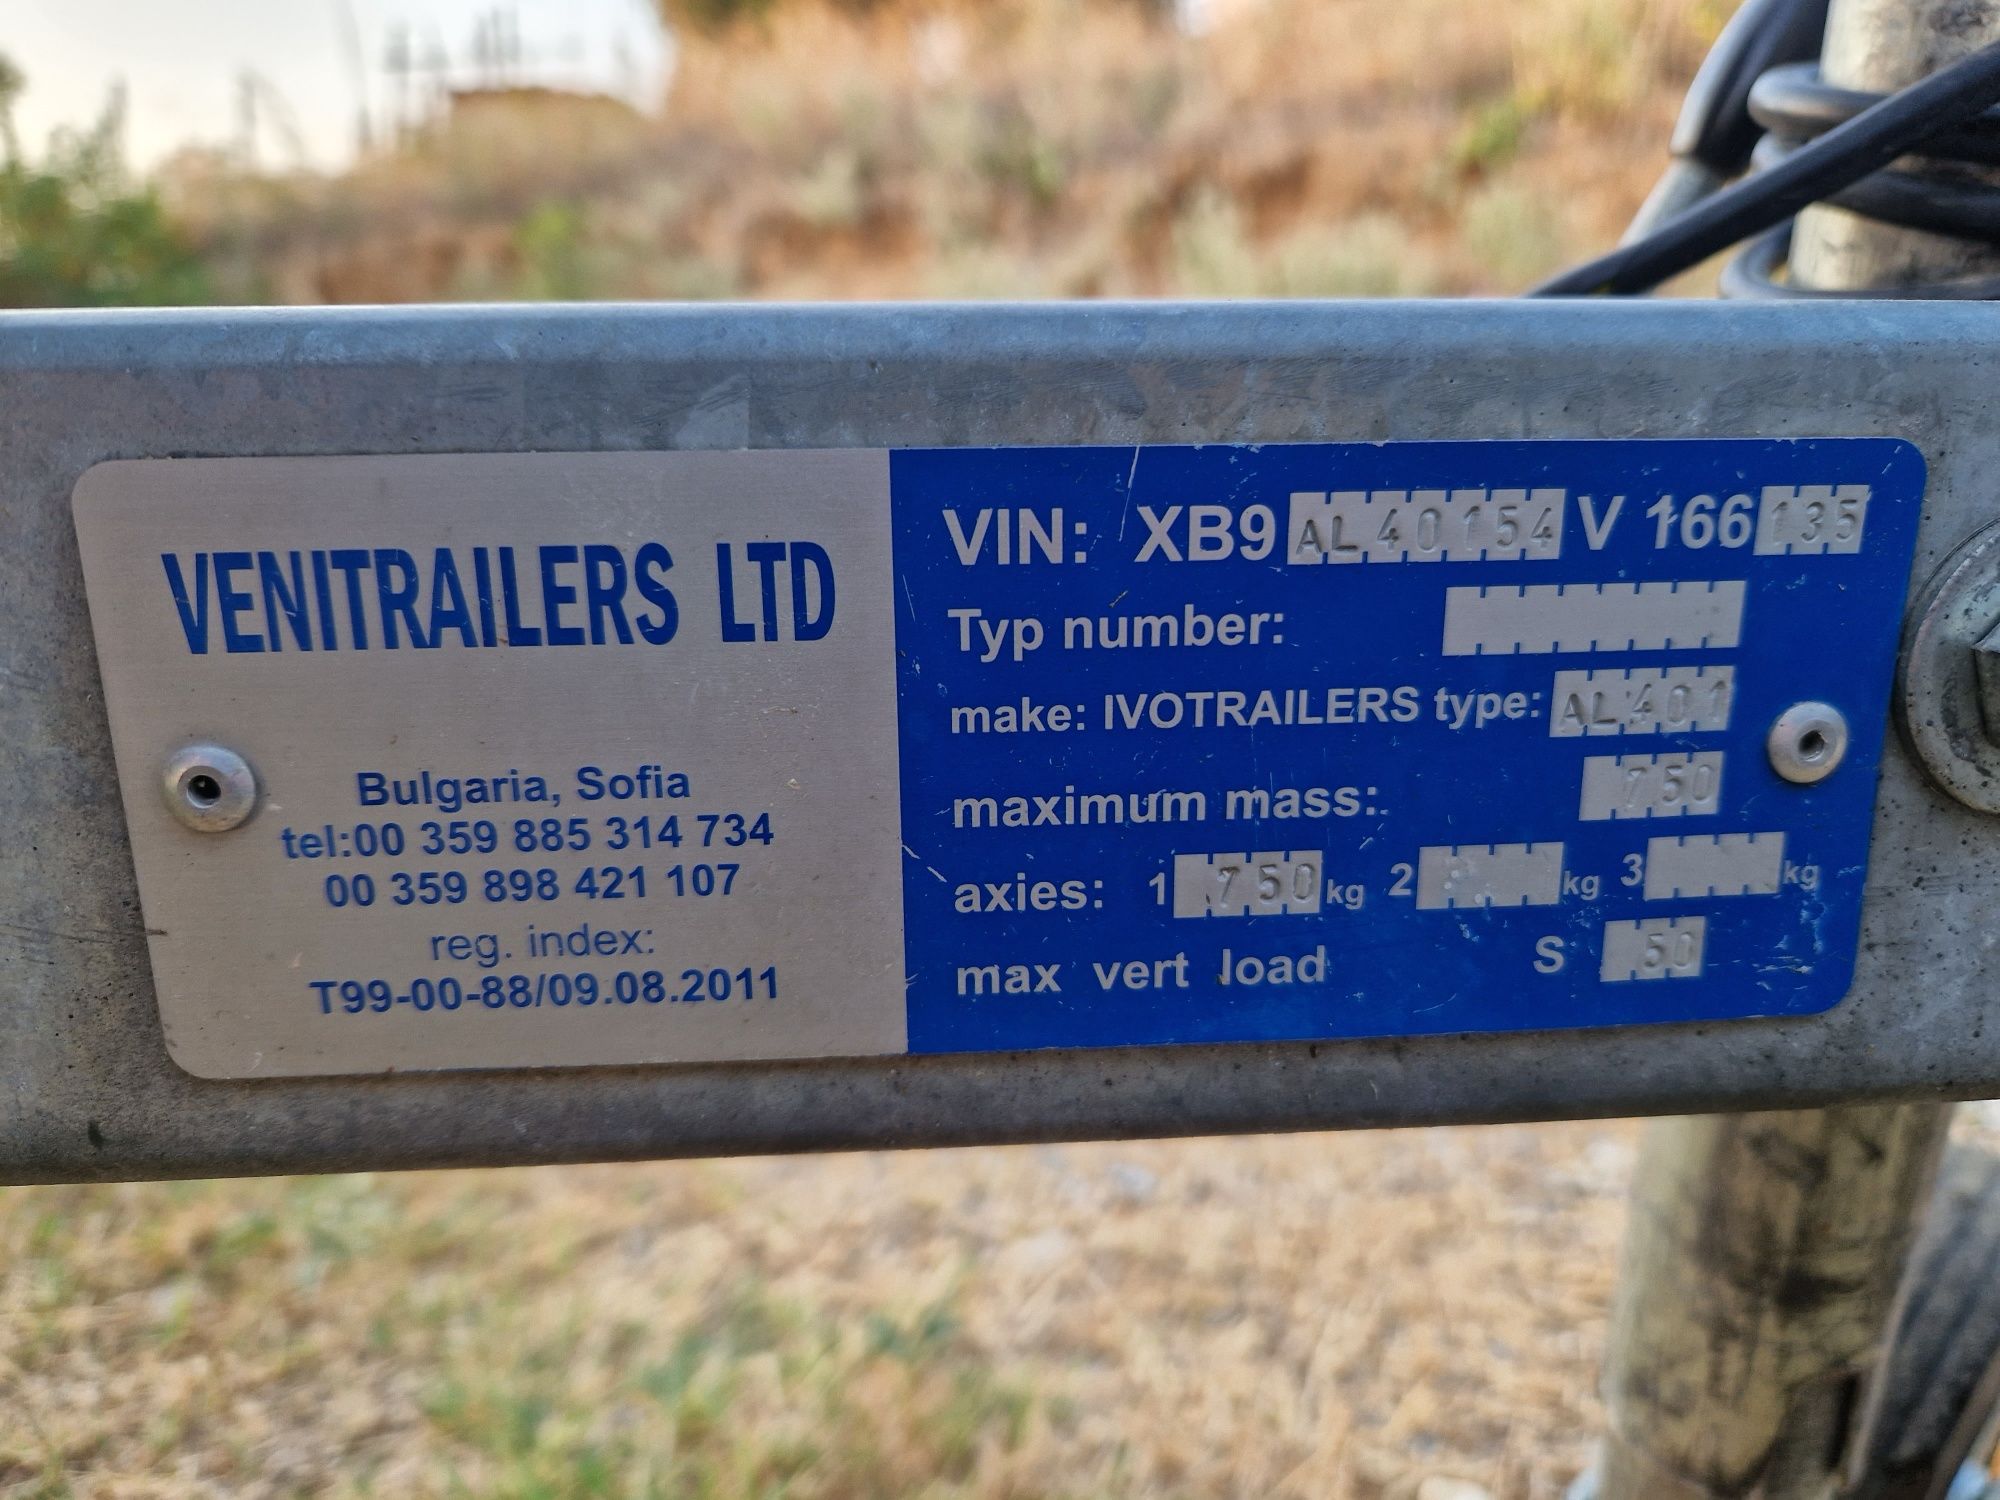 VENITRAILERS LTD
Bulgaria, Sofia
tel:00 359 885 314 734
00 359 898 421 107
reg. index:
T99-00-88/09.08.2011
VIN: XB9 AL40154 V 166 135
Typ number:
make: IVOTRAILERS type: AL401
maximum mass: 750
axies: 1 750 kg 2 kg 3 kg
max vert load S 50